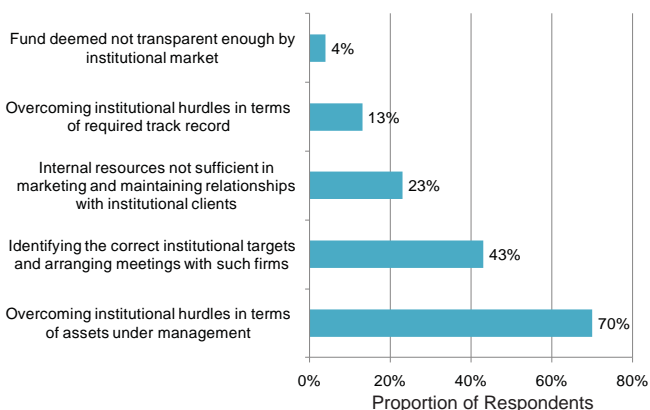 Fund deemed not transparent enough by
institutional market
4%
Overcoming institutional hurdles in terms
of required track record
13%
Internal resources not sufficient in
marketing and maintaining relationships
with institutional clients
23%
Identifying the correct institutional targets
and arranging meetings with such firms
43%
Overcoming institutional hurdles in terms
of assets under management
70%
0% 20% 40% 60% 80%
Proportion of Respondents